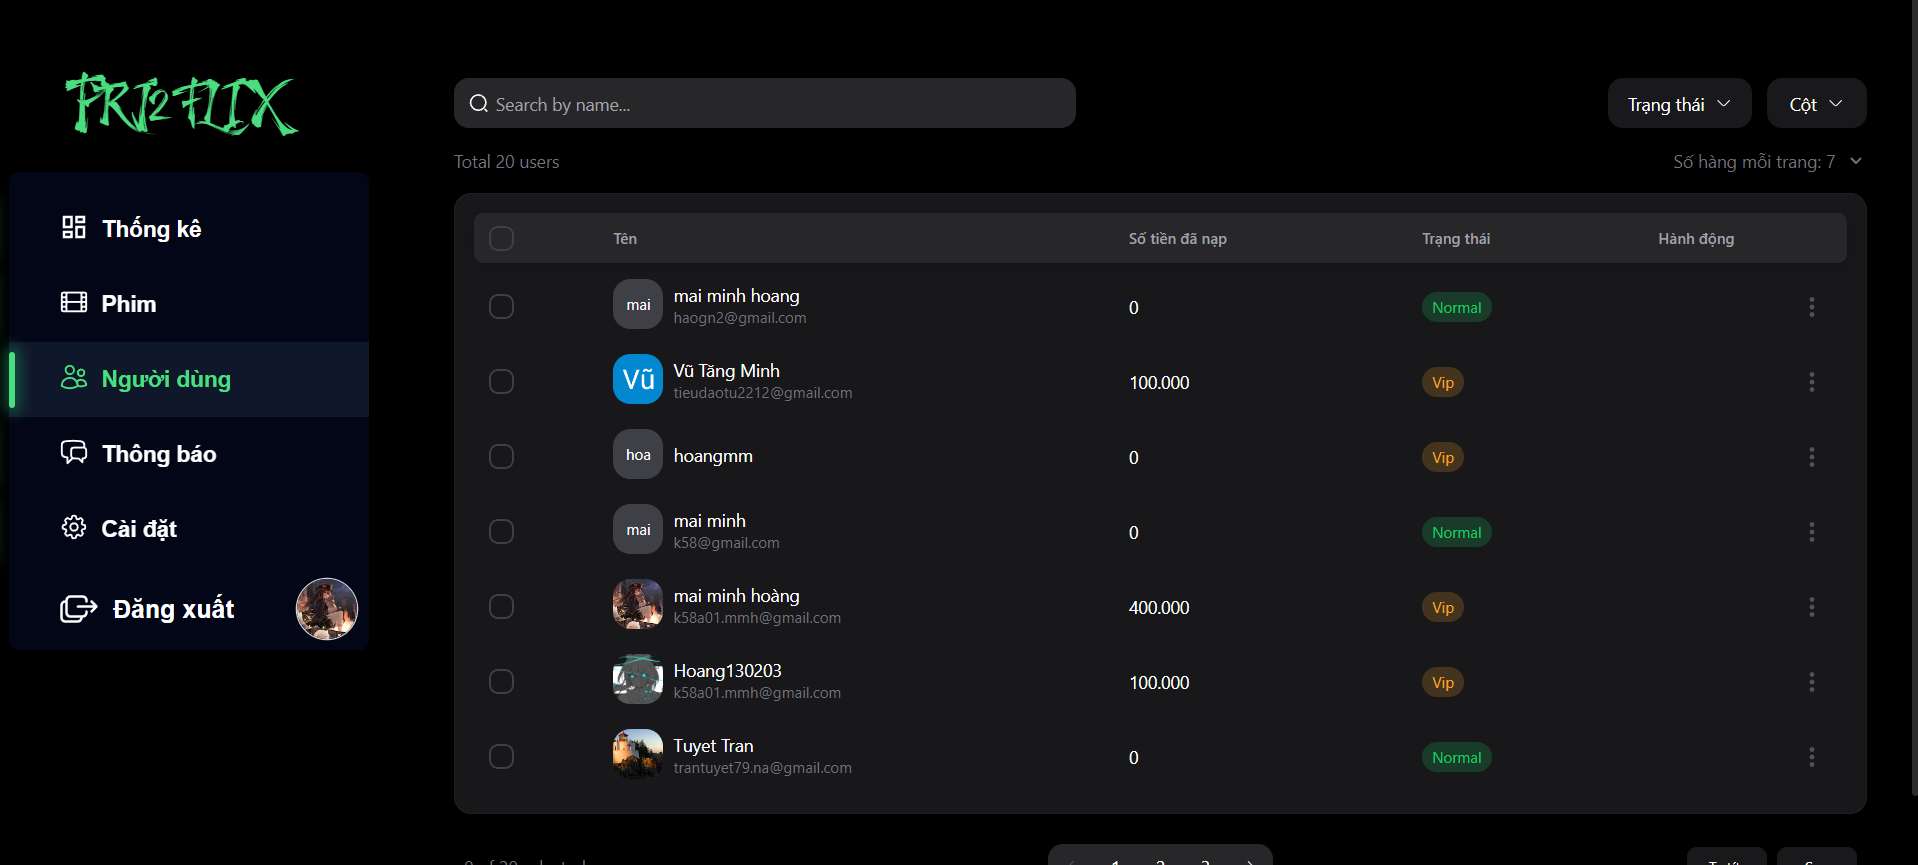 PRJ2FLIX
Search by name...
Trạng thái
Cột
Total 20 users
Số hàng mỗi trang: 7
Thống kê
Phim
Người dùng
Thông báo
Cài đặt
Đăng xuất
Tên Số tiền đã nạp Trạng thái Hành động
mai mai minh hoang 0 Normal
haogn2@gmail.com
Vũ Vũ Tăng Minh 100.000 Vip
tieudaotu2212@gmail.com
hoa hoangmm 0 Vip
mai mai minh 0 Normal
k58@gmail.com
mai minh hoàng 400.000 Vip
k58a01.mmh@gmail.com
Hoang130203 100.000 Vip
k58a01.mmh@gmail.com
Tuyet Tran 0 Normal
trantuyet79.na@gmail.com
1 2 3